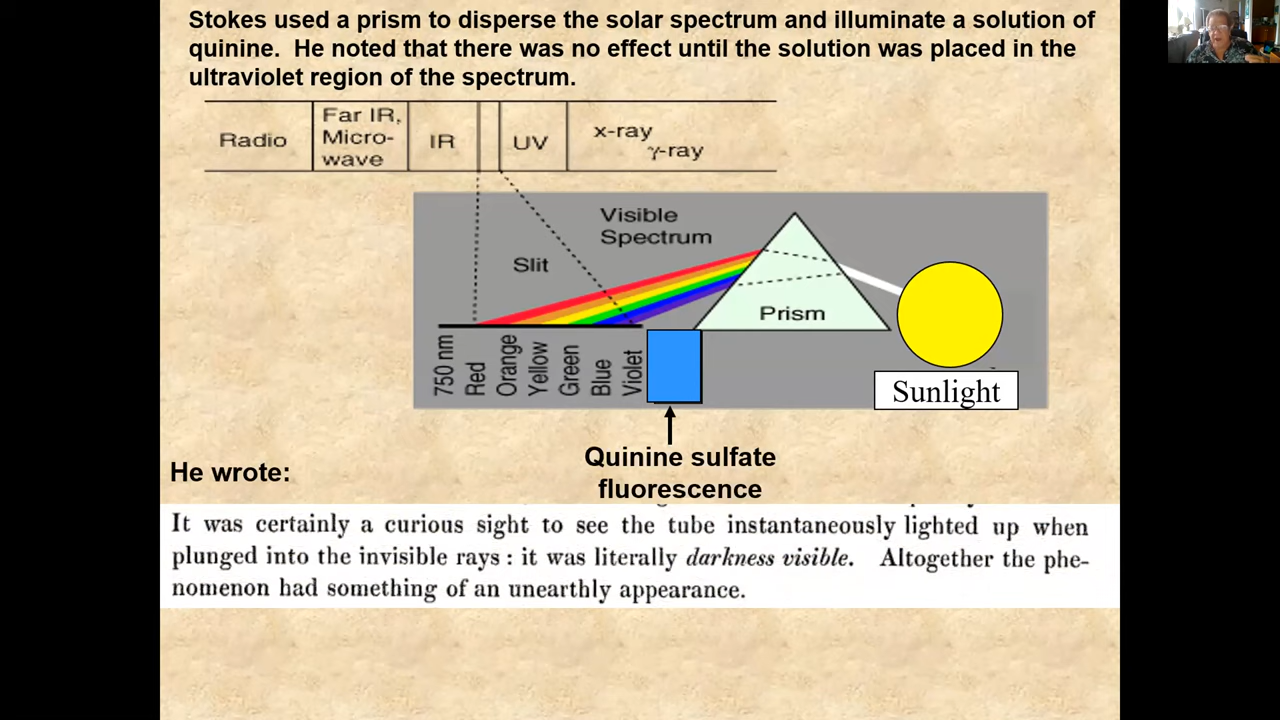 Stokes used a prism to disperse the solar spectrum and illuminate a solution of
quinine. He noted that there was no effect until the solution was placed in the
ultraviolet region of the spectrum.
Radio
Far IR,
Micro-
wave
IR
UV
x-ray
γ-ray
Visible
Spectrum
Slit
Prism
750 nm
Red
Orange
Yellow
Green
Blue
Violet
Sunlight
Quinine sulfate
fluorescence
He wrote:
It was certainly a curious sight to see the tube instantaneously lighted up when
plunged into the invisible rays : it was literally darkness visible. Altogether the phe-
nomenon had something of an unearthly appearance.